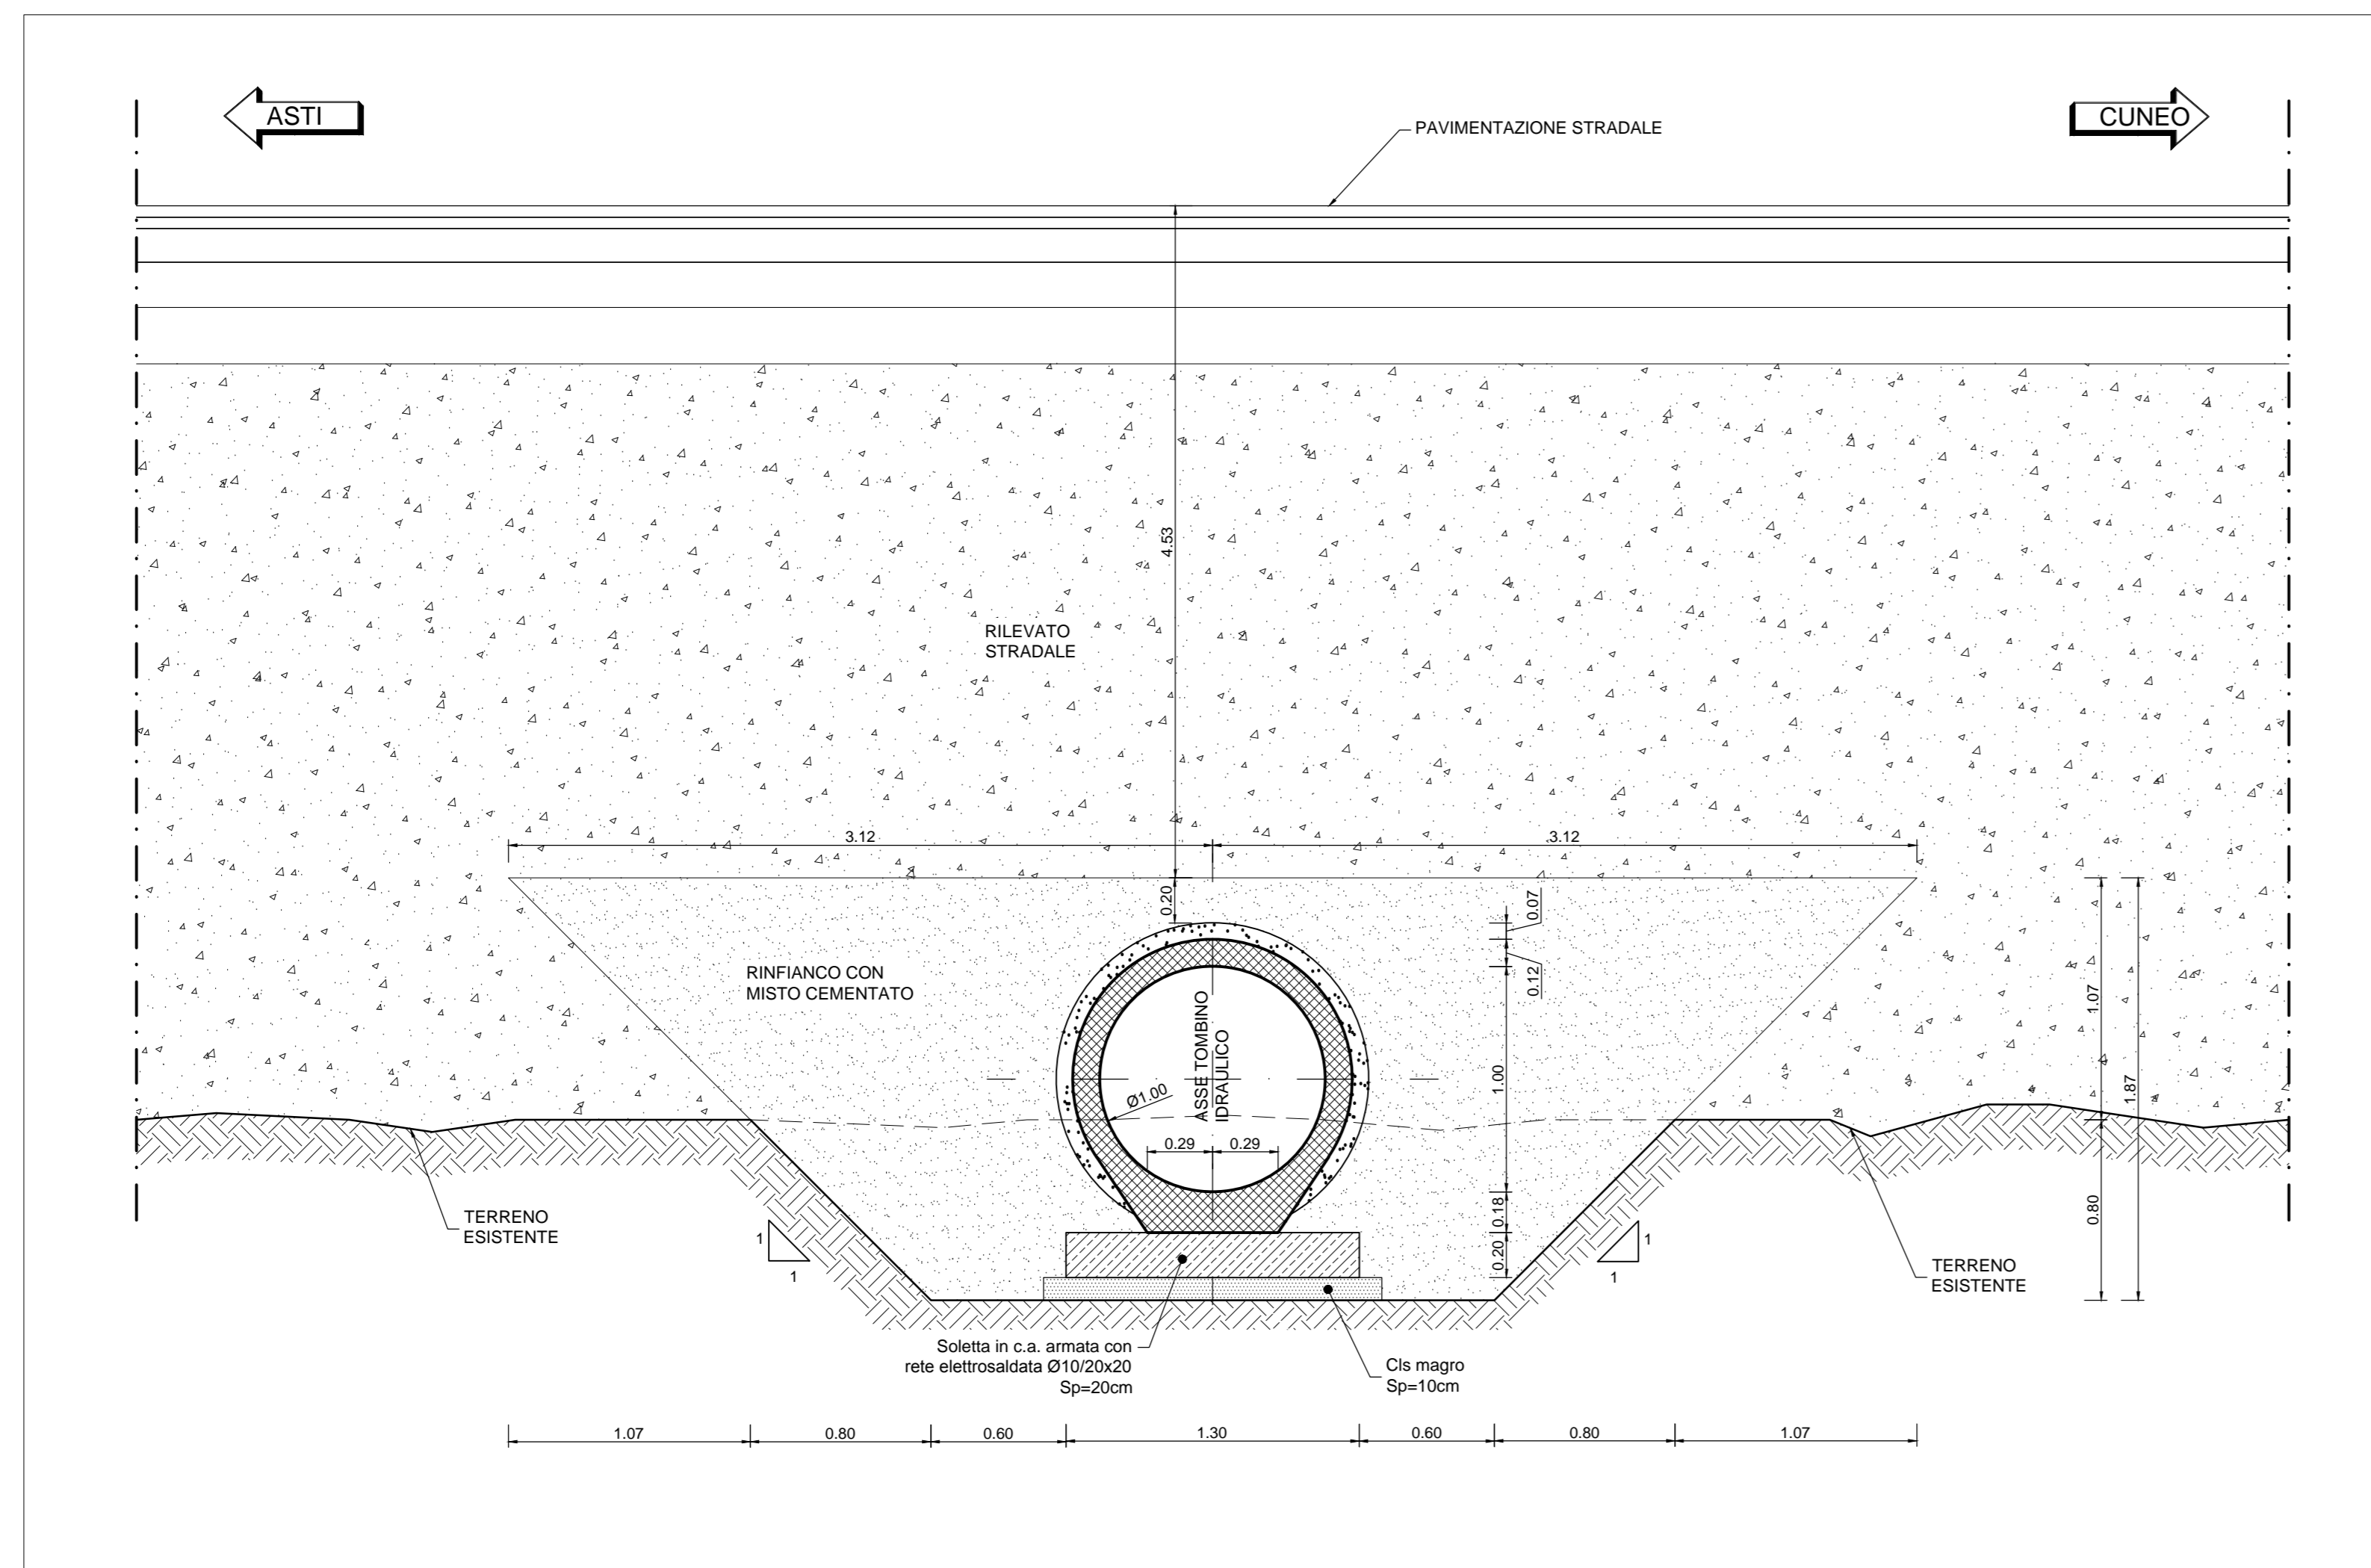 ASTI
CUNEO
PAVIMENTAZIONE STRADALE
4.53
RILEVATO
STRADALE
3.12
3.12
0.20
0.07
RINFIANCO CON
MISTO CEMENTATO
0.12
ASSE TOMBINO
IDRAULICO
1.07
1.00
1.87
Ø1.00
0.29
0.29
0.18
0.80
TERRENO
ESISTENTE
1
1
0.20
1
1
TERRENO
ESISTENTE
Soletta in c.a. armata con
rete elettrosaldata Ø10/20x20
Sp=20cm
Cls magro
Sp=10cm
1.07
0.80
0.60
1.30
0.60
0.80
1.07